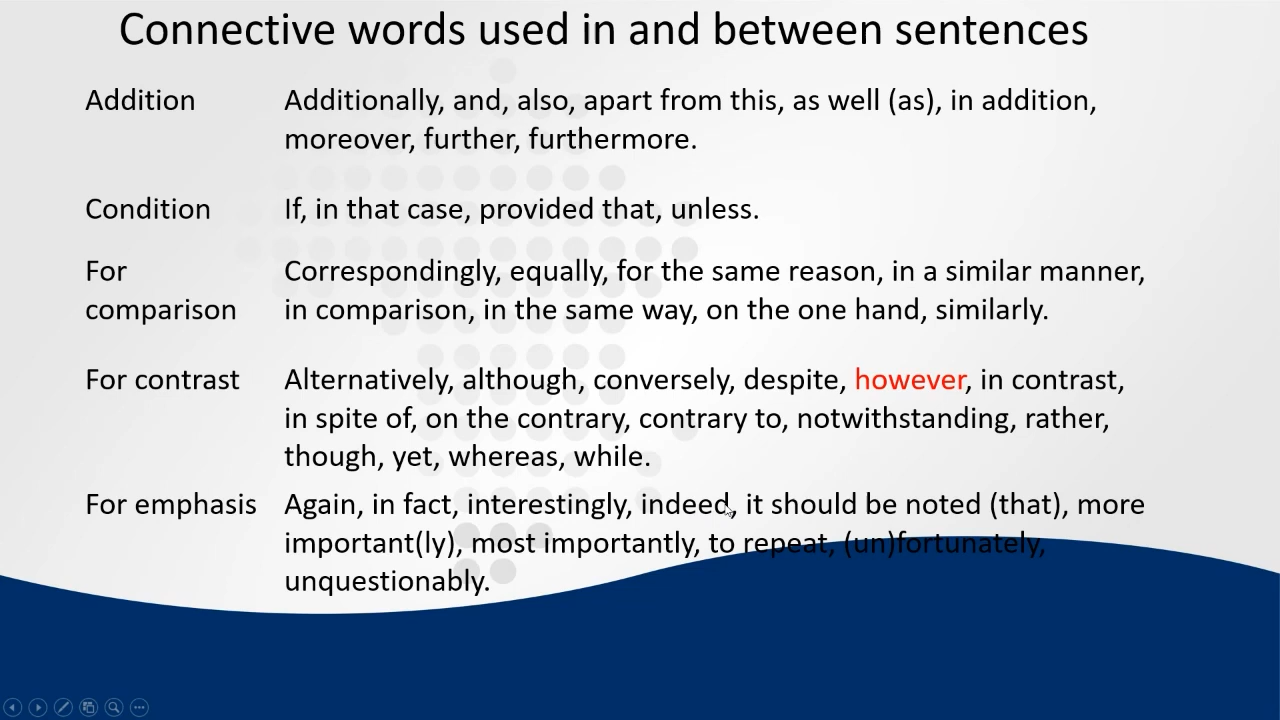 Connective words used in and between sentences
Addition Additionally, and, also, apart from this, as well (as), in addition,
moreover, further, furthermore.
Condition If, in that case, provided that, unless.
For Correspondingly, equally, for the same reason, in a similar manner,
comparison in comparison, in the same way, on the one hand, similarly.
For contrast Alternatively, although, conversely, despite, however, in contrast,
in spite of, on the contrary, contrary to, notwithstanding, rather,
though, yet, whereas, while.
For emphasis Again, in fact, interestingly, indeed, it should be noted (that), more
important(ly), most importantly, to repeat, (un)fortunately,
unquestionably.